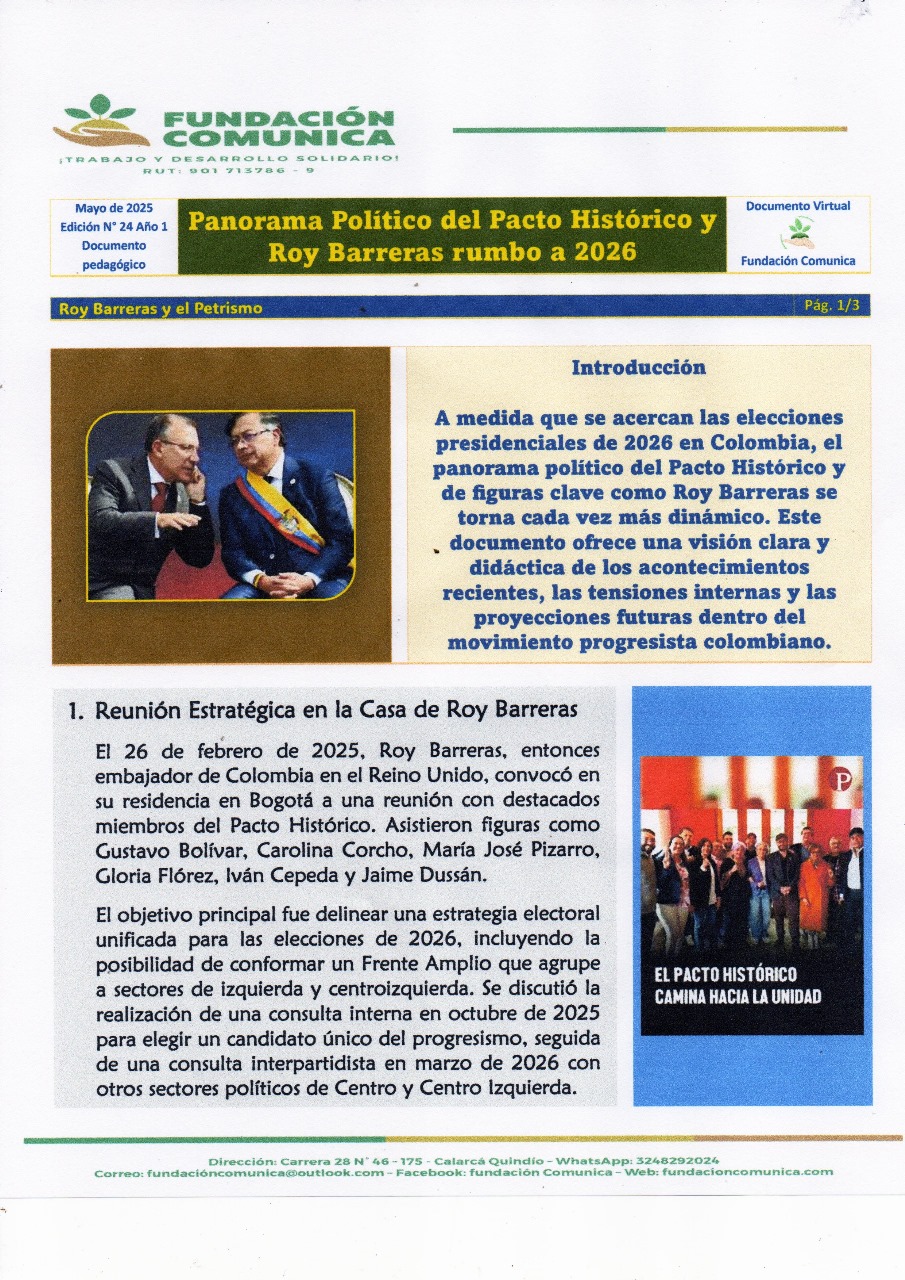 FUNDACIÓN
COMUNICA
¡TRABAJO Y DESARROLLO SOLIDARIO!
RUT: 901 713786 - 9
Mayo de 2025
Edición N° 24 Año 1
Documento
pedagógico
Panorama Político del Pacto Histórico y
Roy Barreras rumbo a 2026
Documento Virtual
Fundación Comunica
Roy Barreras y el Petrismo
Pág. 1/3
Introducción
A medida que se acercan las elecciones
presidenciales de 2026 en Colombia, el
panorama político del Pacto Histórico y
de figuras clave como Roy Barreras se
torna cada vez más dinámico. Este
documento ofrece una visión clara y
didáctica de los acontecimientos
recientes, las tensiones internas y las
proyecciones futuras dentro del
movimiento progresista colombiano.
1. Reunión Estratégica en la Casa de Roy Barreras
El 26 de febrero de 2025, Roy Barreras, entonces
embajador de Colombia en el Reino Unido, convocó en
su residencia en Bogotá a una reunión con destacados
miembros del Pacto Histórico. Asistieron figuras como
Gustavo Bolívar, Carolina Corcho, María José Pizarro,
Gloria Flórez, Iván Cepeda y Jaime Dussán.
El objetivo principal fue delinear una estrategia electoral
unificada para las elecciones de 2026, incluyendo la
posibilidad de conformar un Frente Amplio que agrupe
a sectores de izquierda y centroizquierda. Se discutió la
realización de una consulta interna en octubre de 2025
para elegir un candidato único del progresismo, seguida
de una consulta interpartidista en marzo de 2026 con
otros sectores políticos de Centro y Centro Izquierda.
P
EL PACTO HISTÓRICO
CAMINA HACIA LA UNIDAD
Dirección: Carrera 28 N° 46 - 175 - Calarcá Quindío - WhatsApp: 3248292024
Correo: fundacióncomunica@outlook.com - Facebook: fundación Comunica - Web: fundacioncomunica.com